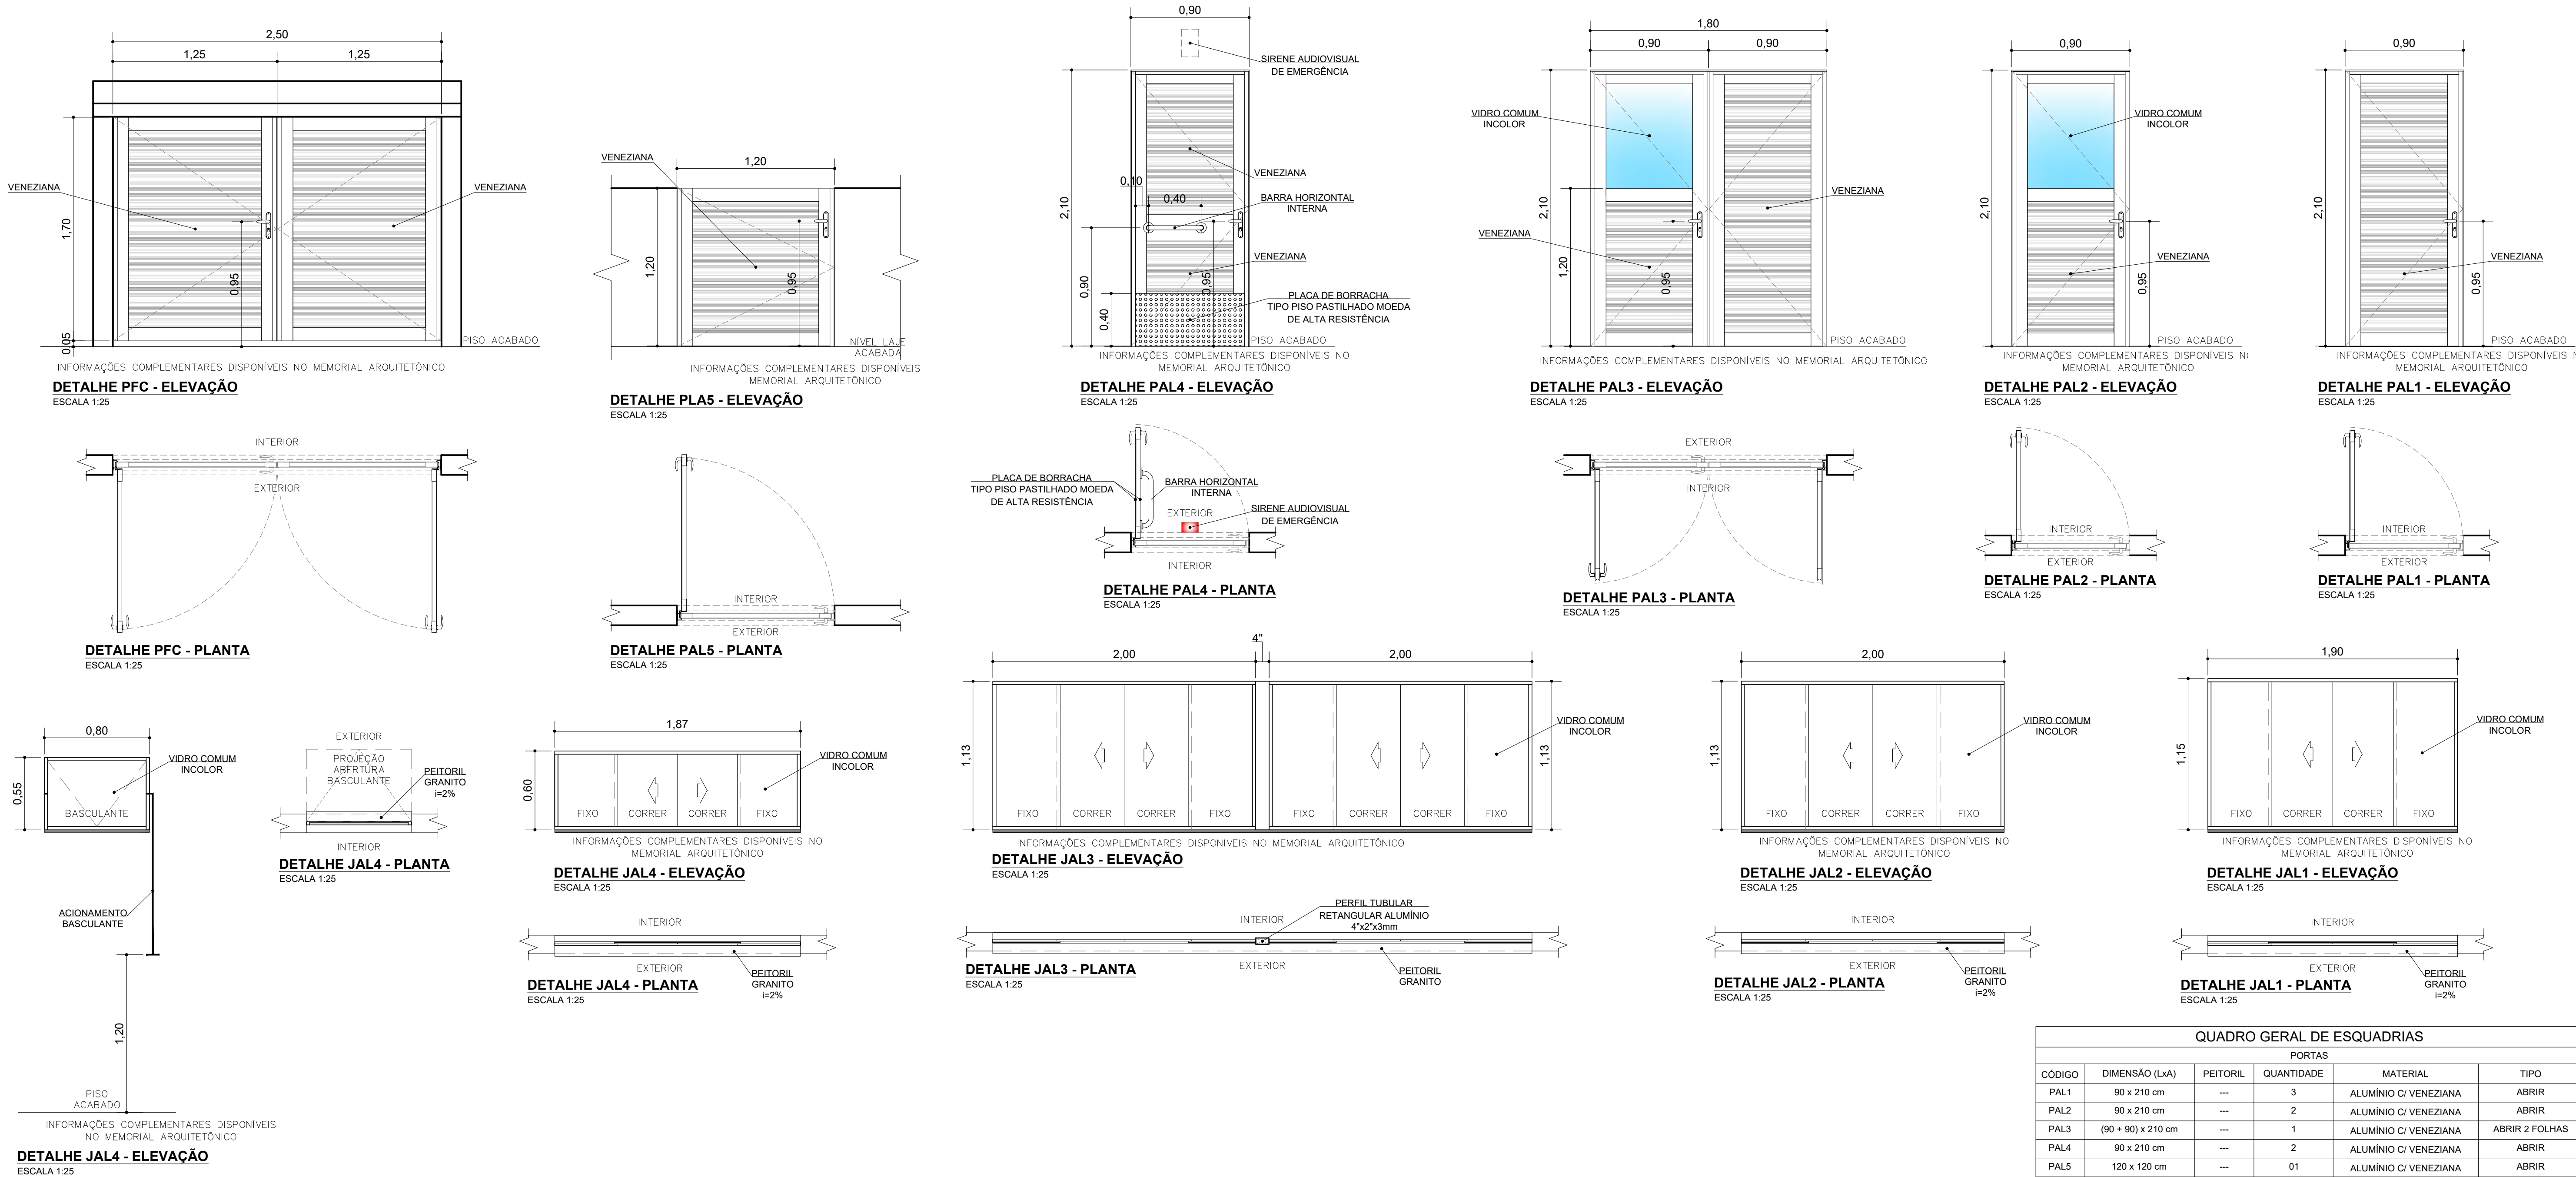 2,50
1,25
1,25
VENEZIANA
VENEZIANA
1,70
0,95
0,05
PISO ACABADO
INFORMAÇÕES COMPLEMENTARES DISPONÍVEIS NO MEMORIAL ARQUITETÔNICO
DETALHE PFC - ELEVAÇÃO
ESCALA 1:25
VENEZIANA
1,20
1,20
0,95
NÍVEL LAJE
ACABADA
INFORMAÇÕES COMPLEMENTARES DISPONÍVEIS
MEMORIAL ARQUITETÔNICO
DETALHE PLA5 - ELEVAÇÃO
ESCALA 1:25
0,90
SIRENE AUDIOVISUAL
DE EMERGÊNCIA
2,10
VENEZIANA
0,10
0,40
BARRA HORIZONTAL
INTERNA
VENEZIANA
0,90
0,95
0,40
PLACA DE BORRACHA
TIPO PISO PASTILHADO MOEDA
DE ALTA RESISTÊNCIA
PISO ACABADO
INFORMAÇÕES COMPLEMENTARES DISPONÍVEIS NO
MEMORIAL ARQUITETÔNICO
DETALHE PAL4 - ELEVAÇÃO
ESCALA 1:25
1,80
0,90
0,90
VIDRO COMUM
INCOLOR
2,10
VENEZIANA
VENEZIANA
1,20
0,95
PISO ACABADO
INFORMAÇÕES COMPLEMENTARES DISPONÍVEIS NO MEMORIAL ARQUITETÔNICO
DETALHE PAL3 - ELEVAÇÃO
ESCALA 1:25
0,90
VIDRO COMUM
INCOLOR
2,10
VENEZIANA
0,95
PISO ACABADO
INFORMAÇÕES COMPLEMENTARES DISPONÍVEIS
MEMORIAL ARQUITETÔNICO
DETALHE PAL2 - ELEVAÇÃO
ESCALA 1:25
0,90
2,10
VENEZIANA
0,95
PISO ACABADO
INFORMAÇÕES COMPLEMENTARES DISPONÍVEIS
MEMORIAL ARQUITETÔNICO
DETALHE PAL1 - ELEVAÇÃO
ESCALA 1:25
INTERIOR
EXTERIOR
DETALHE PFC - PLANTA
ESCALA 1:25
INTERIOR
EXTERIOR
DETALHE PAL5 - PLANTA
ESCALA 1:25
PLACA DE BORRACHA
TIPO PISO PASTILHADO MOEDA
DE ALTA RESISTÊNCIA
BARRA HORIZONTAL
INTERNA
EXTERIOR
SIRENE AUDIOVISUAL
DE EMERGÊNCIA
INTERIOR
DETALHE PAL4 - PLANTA
ESCALA 1:25
EXTERIOR
INTERIOR
DETALHE PAL3 - PLANTA
ESCALA 1:25
INTERIOR
EXTERIOR
DETALHE PAL2 - PLANTA
ESCALA 1:25
INTERIOR
EXTERIOR
DETALHE PAL1 - PLANTA
ESCALA 1:25
0,80
0,55
VIDRO COMUM
INCOLOR
BASCULANTE
ACIONAMENTO
BASCULANTE
1,20
PISO
ACABADO
INFORMAÇÕES COMPLEMENTARES DISPONÍVEIS
NO MEMORIAL ARQUITETÔNICO
DETALHE JAL4 - ELEVAÇÃO
ESCALA 1:25
EXTERIOR
PROJEÇÃO
ABERTURA
BASCULANTE
PEITORIL
GRANITO
i=2%
INTERIOR
DETALHE JAL4 - PLANTA
ESCALA 1:25
1,87
0,60
VIDRO COMUM
INCOLOR
FIXO CORRER CORRER FIXO
INFORMAÇÕES COMPLEMENTARES DISPONÍVEIS NO
MEMORIAL ARQUITETÔNICO
DETALHE JAL4 - ELEVAÇÃO
ESCALA 1:25
INTERIOR
EXTERIOR
PEITORIL
GRANITO
i=2%
DETALHE JAL4 - PLANTA
ESCALA 1:25
4"
2,00
2,00
1,13
1,13
VIDRO COMUM
INCOLOR
FIXO CORRER CORRER FIXO FIXO CORRER CORRER FIXO
INFORMAÇÕES COMPLEMENTARES DISPONÍVEIS NO MEMORIAL ARQUITETÔNICO
DETALHE JAL3 - ELEVAÇÃO
ESCALA 1:25
PERFIL TUBULAR
RETANGULAR ALUMÍNIO
4"x2"x3mm
INTERIOR
EXTERIOR
PEITORIL
GRANITO
DETALHE JAL3 - PLANTA
ESCALA 1:25
2,00
1,13
VIDRO COMUM
INCOLOR
FIXO CORRER CORRER FIXO
INFORMAÇÕES COMPLEMENTARES DISPONÍVEIS NO
MEMORIAL ARQUITETÔNICO
DETALHE JAL2 - ELEVAÇÃO
ESCALA 1:25
INTERIOR
EXTERIOR
PEITORIL
GRANITO
i=2%
DETALHE JAL2 - PLANTA
ESCALA 1:25
1,90
1,15
VIDRO COMUM
INCOLOR
FIXO CORRER CORRER FIXO
INFORMAÇÕES COMPLEMENTARES DISPONÍVEIS NO
MEMORIAL ARQUITETÔNICO
DETALHE JAL1 - ELEVAÇÃO
ESCALA 1:25
INTERIOR
EXTERIOR
PEITORIL
GRANITO
i=2%
DETALHE JAL1 - PLANTA
ESCALA 1:25
QUADRO GERAL DE ESQUADRIAS
PORTAS
CÓDIGO DIMENSÃO (LxA) PEITORIL QUANTIDADE MATERIAL TIPO
PAL1 90 x 210 cm --- 3 ALUMÍNIO C/ VENEZIANA ABRIR
PAL2 90 x 210 cm --- 2 ALUMÍNIO C/ VENEZIANA ABRIR
PAL3 (90 + 90) x 210 cm --- 1 ALUMÍNIO C/ VENEZIANA ABRIR 2 FOLHAS
PAL4 90 x 210 cm --- 2 ALUMÍNIO C/ VENEZIANA ABRIR
PAL5 120 x 120 cm --- 01 ALUMÍNIO C/ VENEZIANA ABRIR